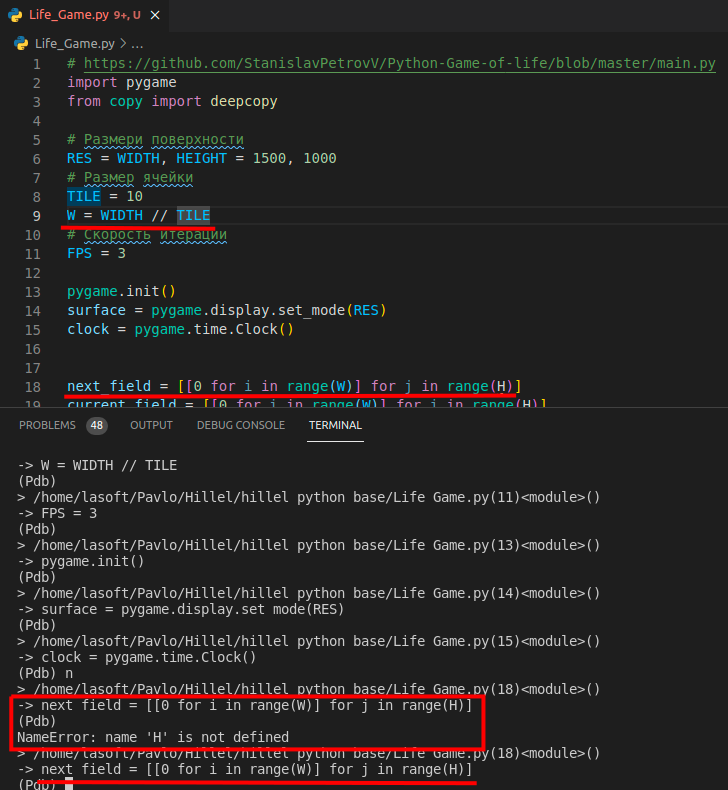 Life_Game.py 9+, U
Life_Game.py > ...
1 # https://github.com/StanislavPetrovV/Python-Game-of-life/blob/master/main.py
2 import pygame
3 from copy import deepcopy
4
5 # Размери поверхности
6 RES = WIDTH, HEIGHT = 1500, 1000
7 # Размер ячейки
8 TILE = 10
9 W = WIDTH // TILE
10 # Скорость итерации
11 FPS = 3
12
13 pygame.init()
14 surface = pygame.display.set_mode(RES)
15 clock = pygame.time.Clock()
16
17
18 next_field = [[0 for i in range(W)] for j in range(H)]
19 current_field = [[0 for i in range(W)] for j in range(H)]
PROBLEMS 48 OUTPUT DEBUG CONSOLE TERMINAL
-> W = WIDTH // TILE
(Pdb)
> /home/lasoft/Pavlo/Hillel/hillel python base/Life Game.py(11)<module>()
-> FPS = 3
(Pdb)
> /home/lasoft/Pavlo/Hillel/hillel python base/Life Game.py(13)<module>()
-> pygame.init()
(Pdb)
> /home/lasoft/Pavlo/Hillel/hillel python base/Life Game.py(14)<module>()
-> surface = pygame.display.set mode(RES)
(Pdb)
> /home/lasoft/Pavlo/Hillel/hillel python base/Life Game.py(15)<module>()
-> clock = pygame.time.Clock()
(Pdb) n
> /home/lasoft/Pavlo/Hillel/hillel python base/Life Game.py(18)<module>()
-> next field = [[0 for i in range(W)] for j in range(H)]
(Pdb)
NameError: name 'H' is not defined
> /home/lasoft/Pavlo/Hillel/hillel python base/Life Game.py(18)<module>()
-> next field = [[0 for i in range(W)] for j in range(H)]
(Pdb)